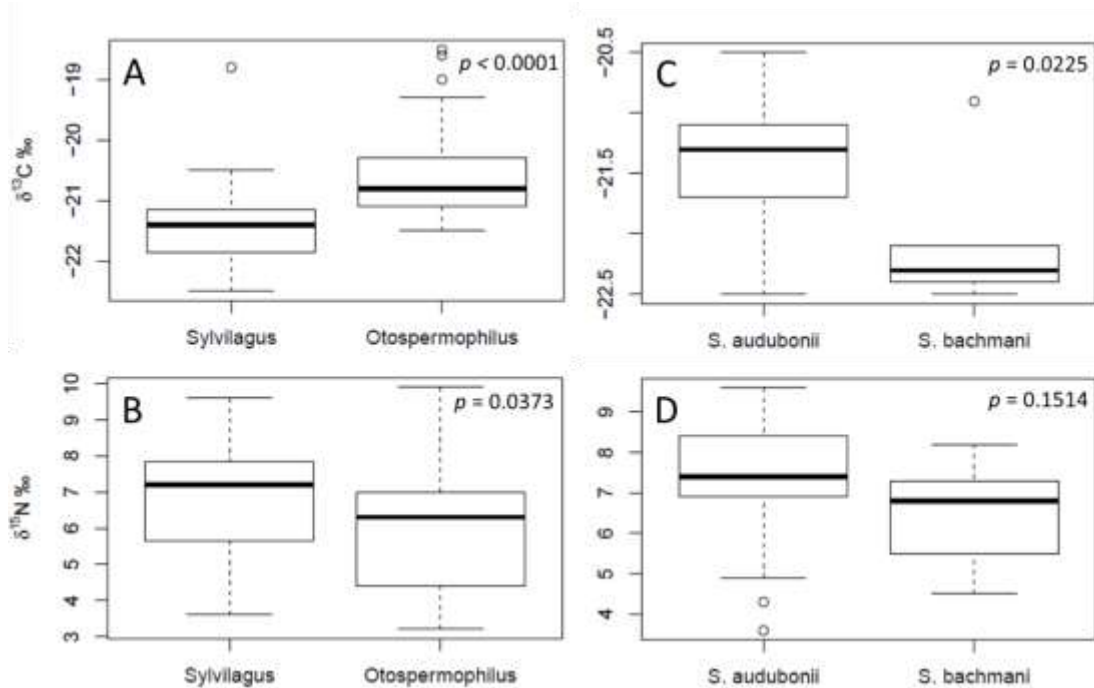 A
p < 0.0001
δ¹³C ‰
−19
−20
−21
−22
Sylvilagus
Otospermophilus
C
p = 0.0225
−20.5
−21.5
−22.5
S. audubonii
S. bachmani
B
p = 0.0373
δ¹⁵N ‰
10
9
8
7
6
5
4
3
Sylvilagus
Otospermophilus
D
p = 0.1514
9
8
7
6
5
4
S. audubonii
S. bachmani